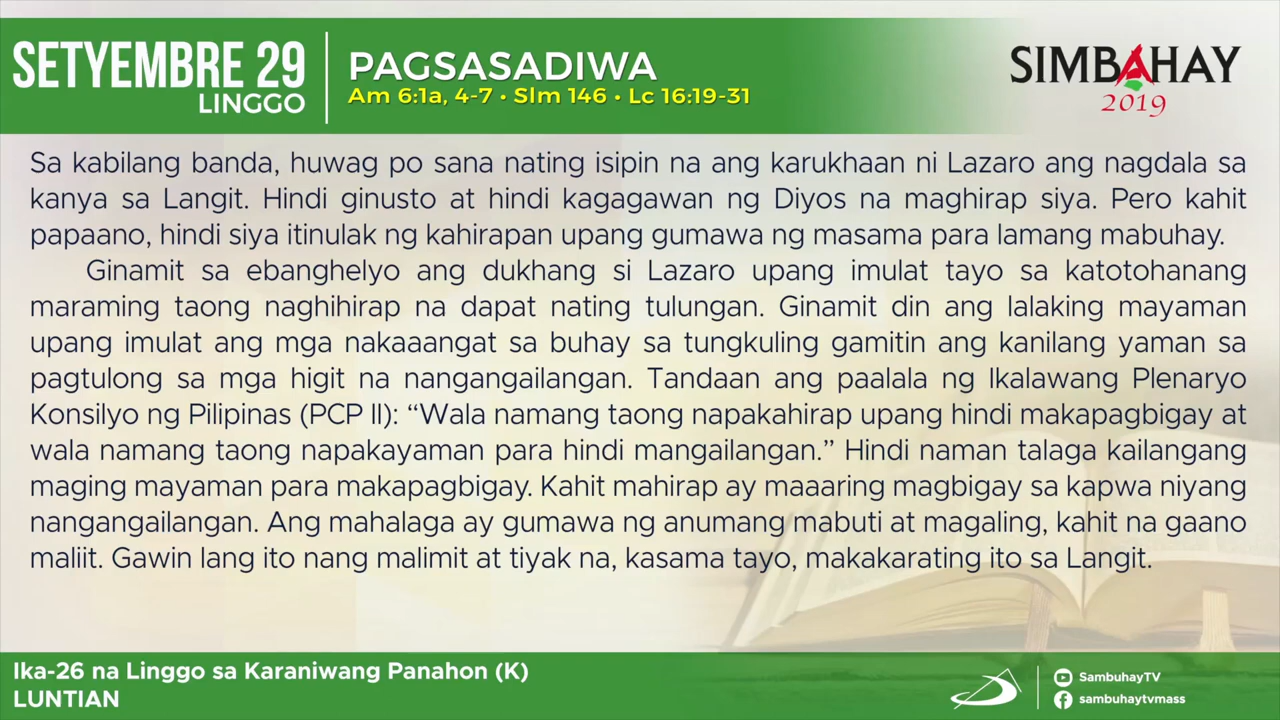 SETYEMBRE 29
LINGGO
PAGSASADIWA
Am 6:1a, 4-7 • Slm 146 • Lc 16:19-31
SIMBAHAY
2019
Sa kabilang banda, huwag po sana nating isipin na ang karukhaan ni Lazaro ang nagdala sa
kanya sa Langit. Hindi ginusto at hindi kagagawan ng Diyos na maghirap siya. Pero kahit
papaano, hindi siya itinulak ng kahirapan upang gumawa ng masama para lamang mabuhay.
Ginamit sa ebanghelyo ang dukhang si Lazaro upang imulat tayo sa katotohanang
maraming taong naghihirap na dapat nating tulungan. Ginamit din ang lalaking mayaman
upang imulat ang mga nakaaangat sa buhay sa tungkuling gamitin ang kanilang yaman sa
pagtulong sa mga higit na nangangailangan. Tandaan ang paalala ng Ikalawang Plenaryo
Konsilyo ng Pilipinas (PCP II): “Wala namang taong napakahirap upang hindi makapagbigay at
wala namang taong napakayaman para hindi mangailangan.” Hindi naman talaga kailangang
maging mayaman para makapagbigay. Kahit mahirap ay maaaring magbigay sa kapwa niyang
nangangailangan. Ang mahalaga ay gumawa ng anumang mabuti at magaling, kahit na gaano
maliit. Gawin lang ito nang malimit at tiyak na, kasama tayo, makakarating ito sa Langit.
Ika-26 na Linggo sa Karaniwang Panahon (K)
LUNTIAN
SambuhayTV
sambuhaytvmass